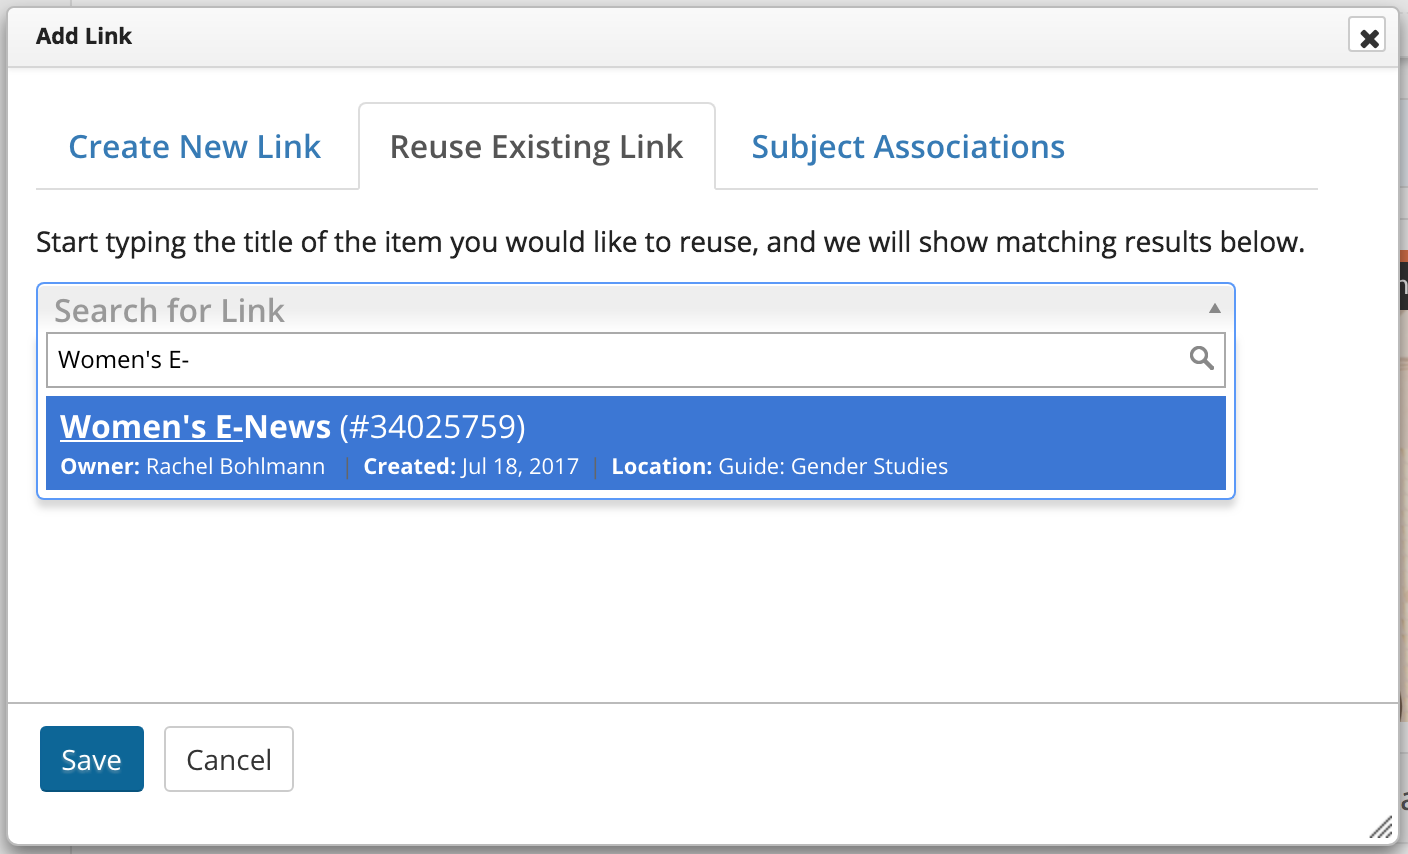 Add Link
Create New Link Reuse Existing Link Subject Associations
Start typing the title of the item you would like to reuse, and we will show matching results below.
Search for Link
Women's E-
Women's E-News (#34025759)
Owner: Rachel Bohlmann | Created: Jul 18, 2017 | Location: Guide: Gender Studies
Save Cancel